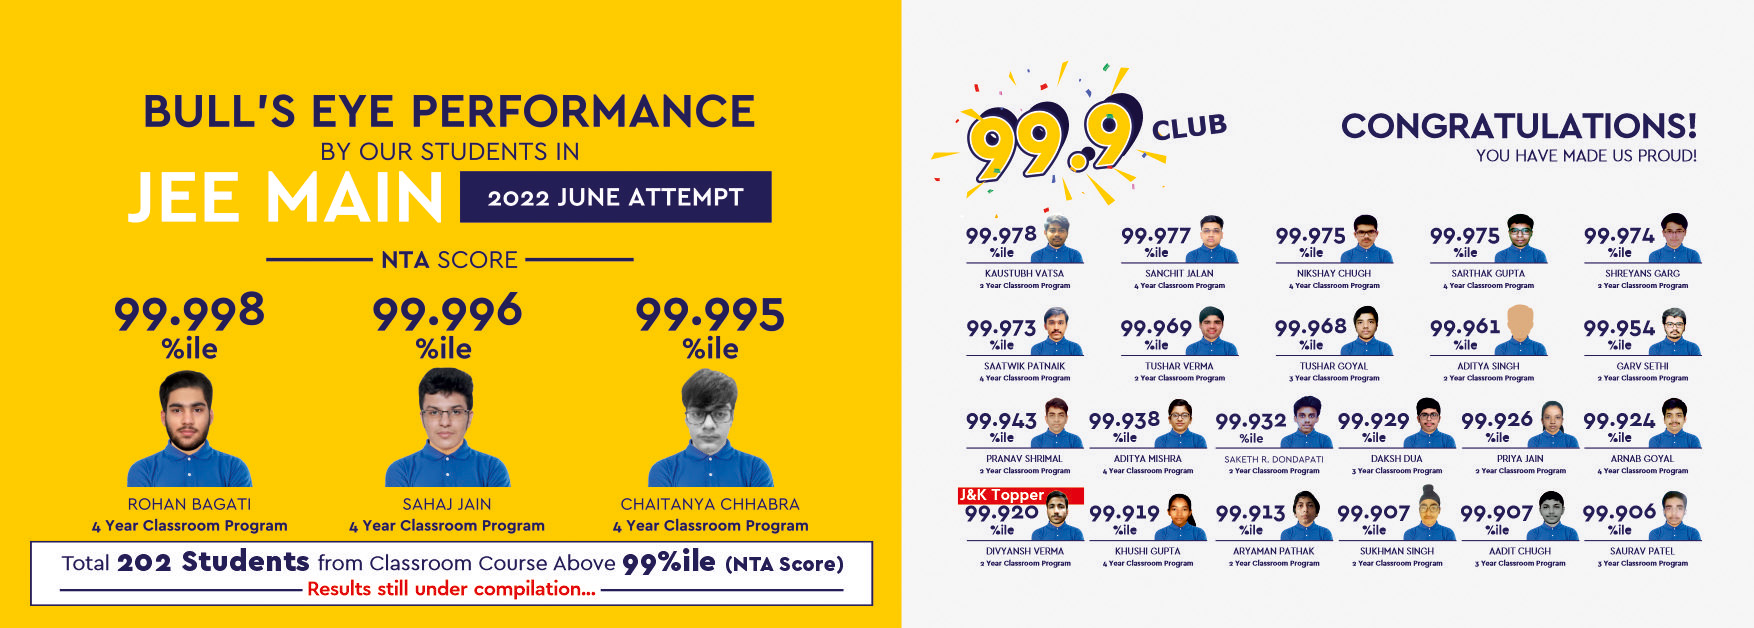 BULL'S EYE PERFORMANCE
BY OUR STUDENTS IN
JEE MAIN 2022 JUNE ATTEMPT
NTA SCORE
99.998 99.996 99.995
%ile %ile %ile
ROHAN BAGATI SAHAJ JAIN CHAITANYA CHHABRA
4 Year Classroom Program 4 Year Classroom Program 4 Year Classroom Program
Total 202 Students from Classroom Course Above 99%ile (NTA Score)
Results still under compilation...
99.9 CLUB
CONGRATULATIONS!
YOU HAVE MADE US PROUD!
99.978 99.977 99.975 99.975 99.974
%ile %ile %ile %ile %ile
KAUSTUBH VATSA SANCHIT JALAN NIKSHAY CHUGH SARTHAK GUPTA SHREYANS GARG
2 Year Classroom Program 4 Year Classroom Program 4 Year Classroom Program 4 Year Classroom Program 2 Year Classroom Program
99.973 99.969 99.968 99.961 99.954
%ile %ile %ile %ile %ile
SAATWIK PATNAIK TUSHAR VERMA TUSHAR GOYAL ADITYA SINGH GARV SETHI
4 Year Classroom Program 2 Year Classroom Program 3 Year Classroom Program 2 Year Classroom Program 2 Year Classroom Program
99.943 99.938 99.932 99.929 99.926 99.924
%ile %ile %ile %ile %ile %ile
PRANAV SHRIMAL ADITYA MISHRA SAKETH R. DONDAPATI DAKSH DUA PRIYA JAIN ARNAB GOYAL
2 Year Classroom Program 4 Year Classroom Program 2 Year Classroom Program 3 Year Classroom Program 2 Year Classroom Program 4 Year Classroom Program
J&K Topper
99.920 99.919 99.913 99.907 99.907 99.906
%ile %ile %ile %ile %ile %ile
DIVYANSH VERMA KHUSHI GUPTA ARYAMAN PATHAK SUKHMAN SINGH AADIT CHUGH SAURAV PATEL
2 Year Classroom Program 4 Year Classroom Program 2 Year Classroom Program 2 Year Classroom Program 3 Year Classroom Program 3 Year Classroom Program